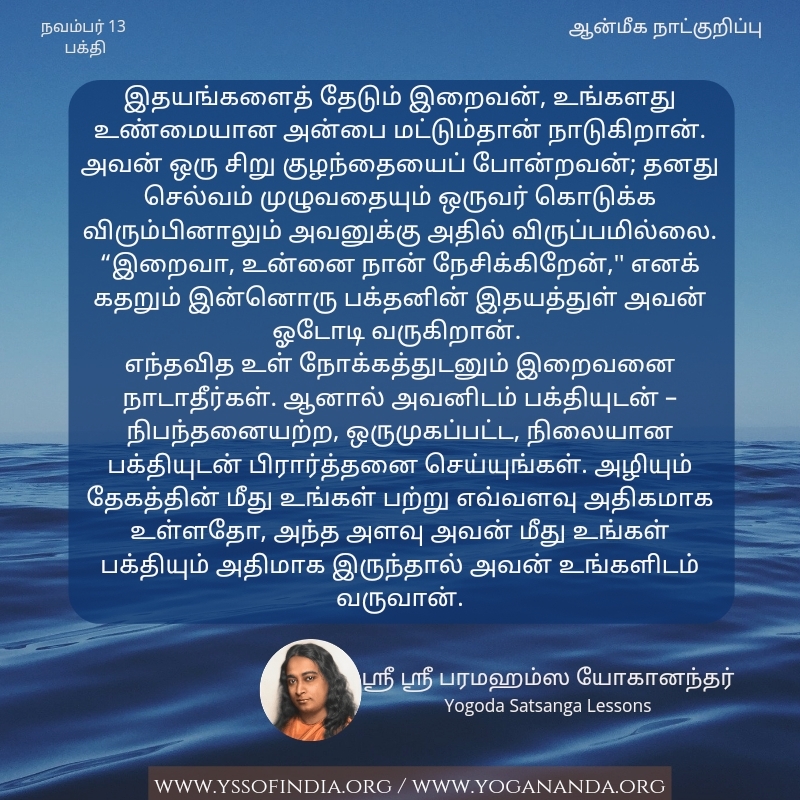 நவம்பர் 13
பக்தி
ஆன்மீக நாட்குறிப்பு
இதயங்களைத் தேடும் இறைவன், உங்களது
உண்மையான அன்பை மட்டும்தான் நாடுகிறான்.
அவன் ஒரு சிறு குழந்தையைப் போன்றவன்; தனது
செல்வம் முழுவதையும் ஒருவர் கொடுக்க
விரும்பினாலும் அவனுக்கு அதில் விருப்பமில்லை.
“இறைவா, உன்னை நான் நேசிக்கிறேன்,'' எனக்
கதறும் இன்னொரு பக்தனின் இதயத்துள் அவன்
ஓடோடி வருகிறான்.
எந்தவித உள் நோக்கத்துடனும் இறைவனை
நாடாதீர்கள். ஆனால் அவனிடம் பக்தியுடன் –
நிபந்தனையற்ற, ஒருமுகப்பட்ட, நிலையான
பக்தியுடன் பிரார்த்தனை செய்யுங்கள். அழியும்
தேகத்தின் மீது உங்கள் பற்று எவ்வளவு அதிகமாக
உள்ளதோ, அந்த அளவு அவன் மீது உங்கள்
பக்தியும் அதிமாக இருந்தால் அவன் உங்களிடம்
வருவான்.
ஸ்ரீ ஸ்ரீ பரமஹம்ஸ யோகானந்தர்
Yogoda Satsanga Lessons
WWW.YSSOFINDIA.ORG / WWW.YOGANANDA.ORG